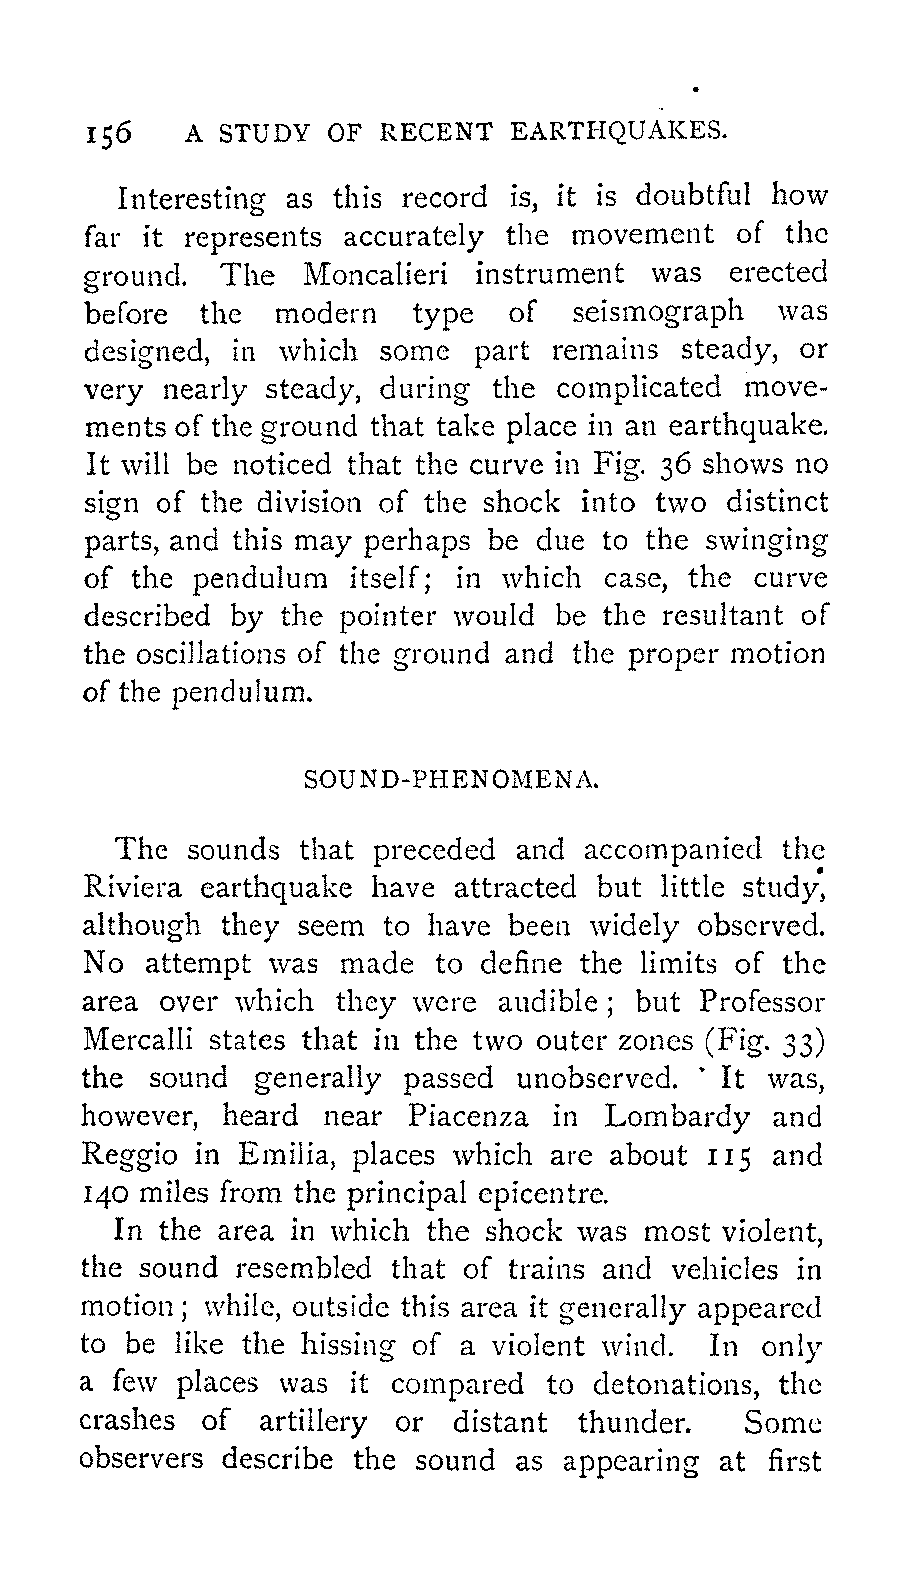 156 A STUDY OF RECENT EARTHQUAKES.
Interesting as this record is, it is doubtful how
far it represents accurately the movement of the
ground. The Moncalieri instrument was erected
before the modern type of seismograph was
designed, in which some part remains steady, or
very nearly steady, during the complicated move-
ments of the ground that take place in an earthquake.
It will be noticed that the curve in Fig. 36 shows no
sign of the division of the shock into two distinct
parts, and this may perhaps be due to the swinging
of the pendulum itself; in which case, the curve
described by the pointer would be the resultant of
the oscillations of the ground and the proper motion
of the pendulum.
SOUND-PHENOMENA.
The sounds that preceded and accompanied the
Riviera earthquake have attracted but little study,
although they seem to have been widely observed.
No attempt was made to define the limits of the
area over which they were audible; but Professor
Mercalli states that in the two outer zones (Fig. 33)
the sound generally passed unobserved. It was,
however, heard near Piacenza in Lombardy and
Reggio in Emilia, places which are about 115 and
140 miles from the principal epicentre.
In the area in which the shock was most violent,
the sound resembled that of trains and vehicles in
motion; while, outside this area it generally appeared
to be like the hissing of a violent wind. In only
a few places was it compared to detonations, the
crashes of artillery or distant thunder. Some
observers describe the sound as appearing at first